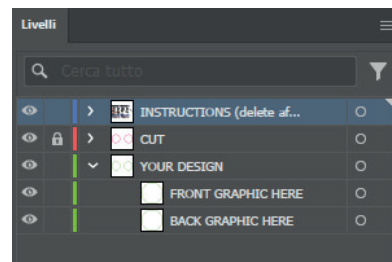 Livelli
Cerca tutto
INSTRUCTIONS (delete af...
CUT
YOUR DESIGN
FRONT GRAPHIC HERE
BACK GRAPHIC HERE